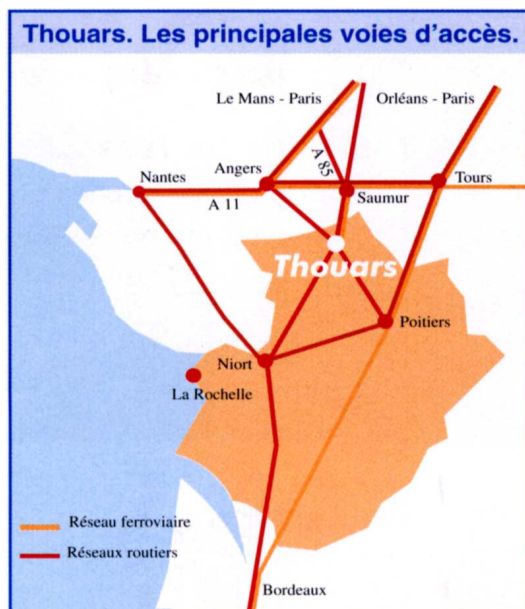 Thouars. Les principales voies d'accès.
Le Mans - Paris
Orléans - Paris
A 85
Nantes
Angers
Saumur
Tours
A 11
Thouars
Poitiers
Niort
La Rochelle
Réseau ferroviaire
Réseaux routiers
Bordeaux